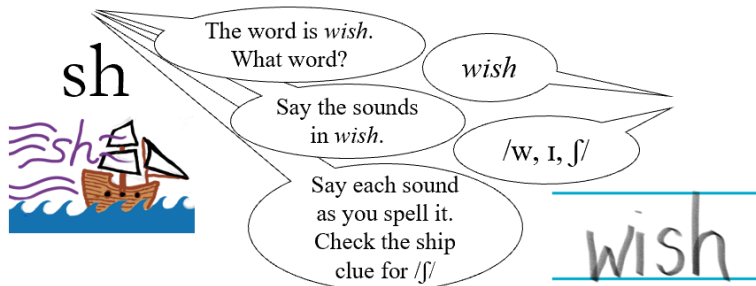 sh
sh
The word is wish.
What word?
wish
Say the sounds
in wish.
/w, ɪ, ʃ/
Say each sound
as you spell it.
Check the ship
clue for /ʃ/
wish